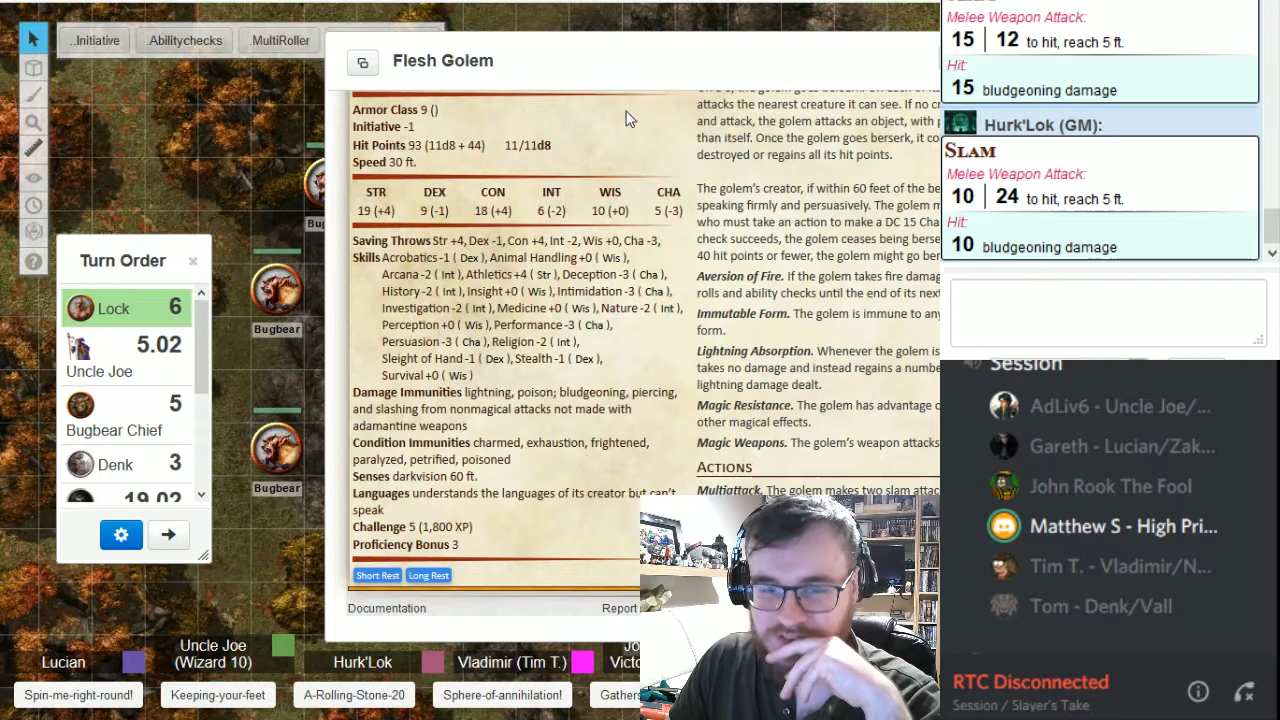 ..Initiative
.Abilitychecks
.MultiRoller
Flesh Golem
Armor Class 9 ()
Initiative -1
Hit Points 93 (11d8 + 44) 11/11d8
Speed 30 ft.
STR DEX CON INT WIS CHA
19 (+4) 9 (-1) 18 (+4) 6 (-2) 10 (+0) 5 (-3)
Saving Throws Str +4, Dex -1, Con +4, Int -2, Wis +0, Cha -3,
Skills Acrobatics -1 ( Dex ), Animal Handling +0 ( Wis ),
Arcana -2 ( Int ), Athletics +4 ( Str ), Deception -3 ( Cha ),
History -2 ( Int ), Insight +0 ( Wis ), Intimidation -3 ( Cha ),
Investigation -2 ( Int ), Medicine +0 ( Wis ), Nature -2 ( Int ),
Perception +0 ( Wis ), Performance -3 ( Cha ),
Persuasion -3 ( Cha ), Religion -2 ( Int ),
Sleight of Hand -1 ( Dex ), Stealth -1 ( Dex ),
Survival +0 ( Wis )
Damage Immunities lightning, poison; bludgeoning, piercing,
and slashing from nonmagical attacks not made with
adamantine weapons
Condition Immunities charmed, exhaustion, frightened,
paralyzed, petrified, poisoned
Senses darkvision 60 ft.
Languages understands the languages of its creator but can't
speak
Challenge 5 (1,800 XP)
Proficiency Bonus 3
Short Rest Long Rest
Documentation
Report
attacks the nearest creature it can see. If no cr
and attack, the golem attacks an object, with p
than itself. Once the golem goes berserk, it co
destroyed or regains all its hit points.
The golem's creator, if within 60 feet of the be
speaking firmly and persuasively. The golem m
who must take an action to make a DC 15 Cha
check succeeds, the golem ceases being berse
40 hit points or fewer, the golem might go ber
Aversion of Fire. If the golem takes fire damag
rolls and ability checks until the end of its next
Immutable Form. The golem is immune to any
form.
Lightning Absorption. Whenever the golem is
takes no damage and instead regains a numbe
lightning damage dealt.
Magic Resistance. The golem has advantage o
other magical effects.
Magic Weapons. The golem's weapon attacks
ACTIONS
Multiattack. The golem makes two slam attac
Turn Order ×
Lock 6
5.02
Uncle Joe
5
Bugbear Chief
Denk 3
19.02
Bug
Bugbear
Bugbear
Melee Weapon Attack:
15 | 12 to hit, reach 5 ft.
Hit:
15 bludgeoning damage
Hurk'Lok (GM):
SLAM
Melee Weapon Attack:
10 | 24 to hit, reach 5 ft.
Hit:
10 bludgeoning damage
Session
AdLiv6 - Uncle Joe/...
Gareth - Lucian/Zak...
John Rook The Fool
Matthew S - High Pri...
Tim T. - Vladimir/N...
Tom - Denk/Vall
RTC Disconnected
Session / Slayer's Take
Lucian
Uncle Joe
(Wizard 10)
Hurk'Lok
Vladimir (Tim T.)
Jo
Victo
Spin-me-right-round!
Keeping-your-feet
A-Rolling-Stone-20
Sphere-of-annihilation!
Gathers